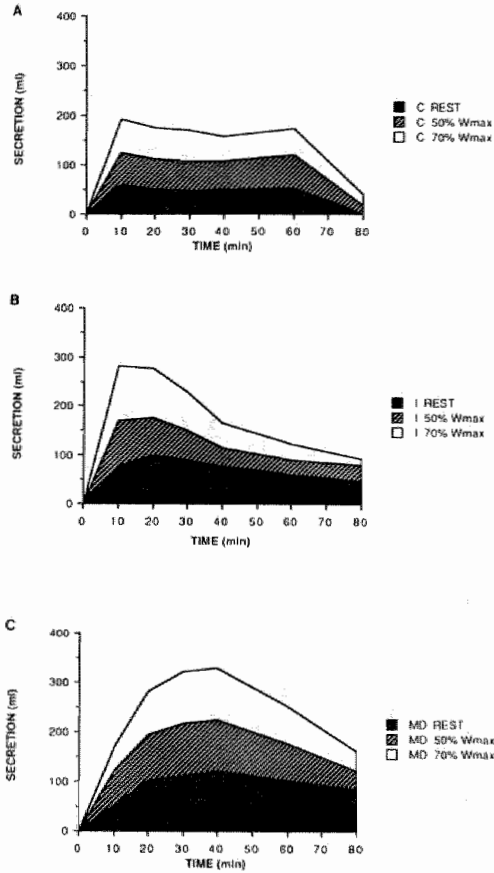 A
400
300
200
100
0
SECRETION (ml)
0 10 20 30 40 50 60 70 80
TIME (min)
C REST
C 50% Wmax
C 70% Wmax
B
400
300
200
100
0
SECRETION (ml)
0 10 20 30 40 50 60 70 80
TIME (min)
I REST
I 50% Wmax
I 70% Wmax
C
400
300
200
100
0
SECRETION (ml)
0 10 20 30 40 50 60 70 80
TIME (min)
MD REST
MD 50% Wmax
MD 70% Wmax